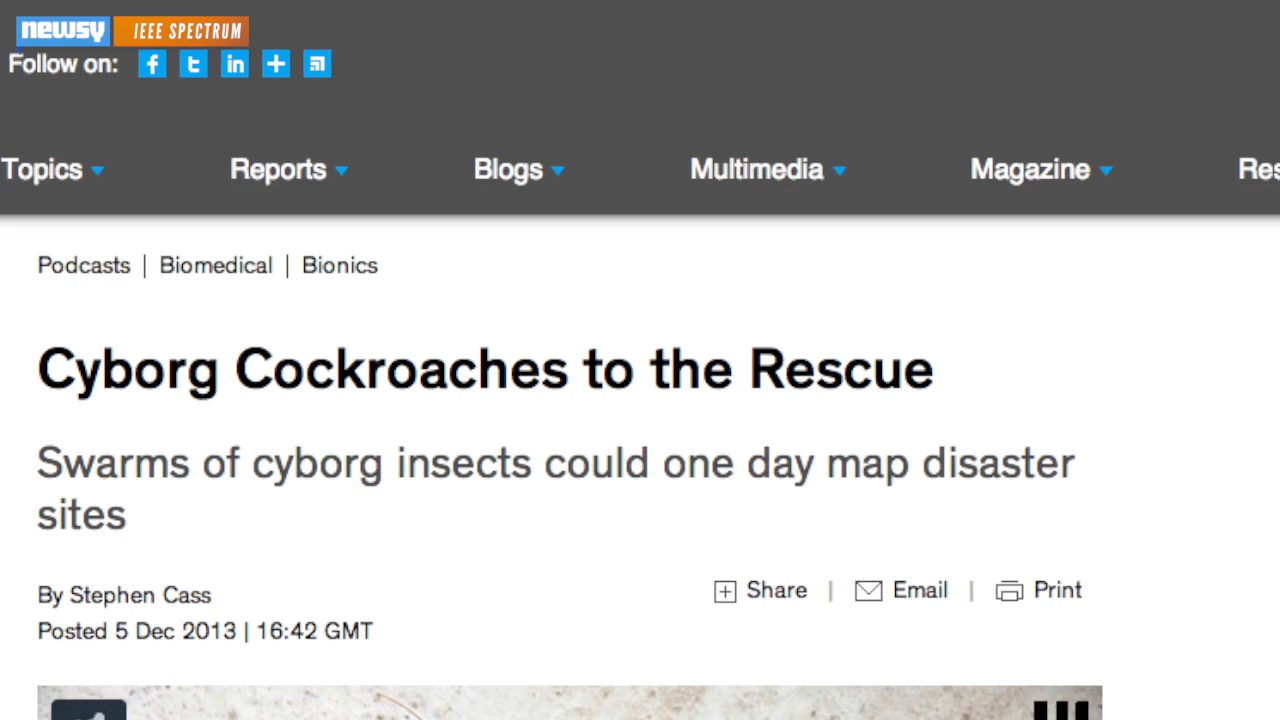 newsy IEEE SPECTRUM
Follow on:
Topics Reports Blogs Multimedia Magazine
Podcasts | Biomedical | Bionics
Cyborg Cockroaches to the Rescue
Swarms of cyborg insects could one day map disaster
sites
By Stephen Cass
Share | Email | Print
Posted 5 Dec 2013 | 16:42 GMT